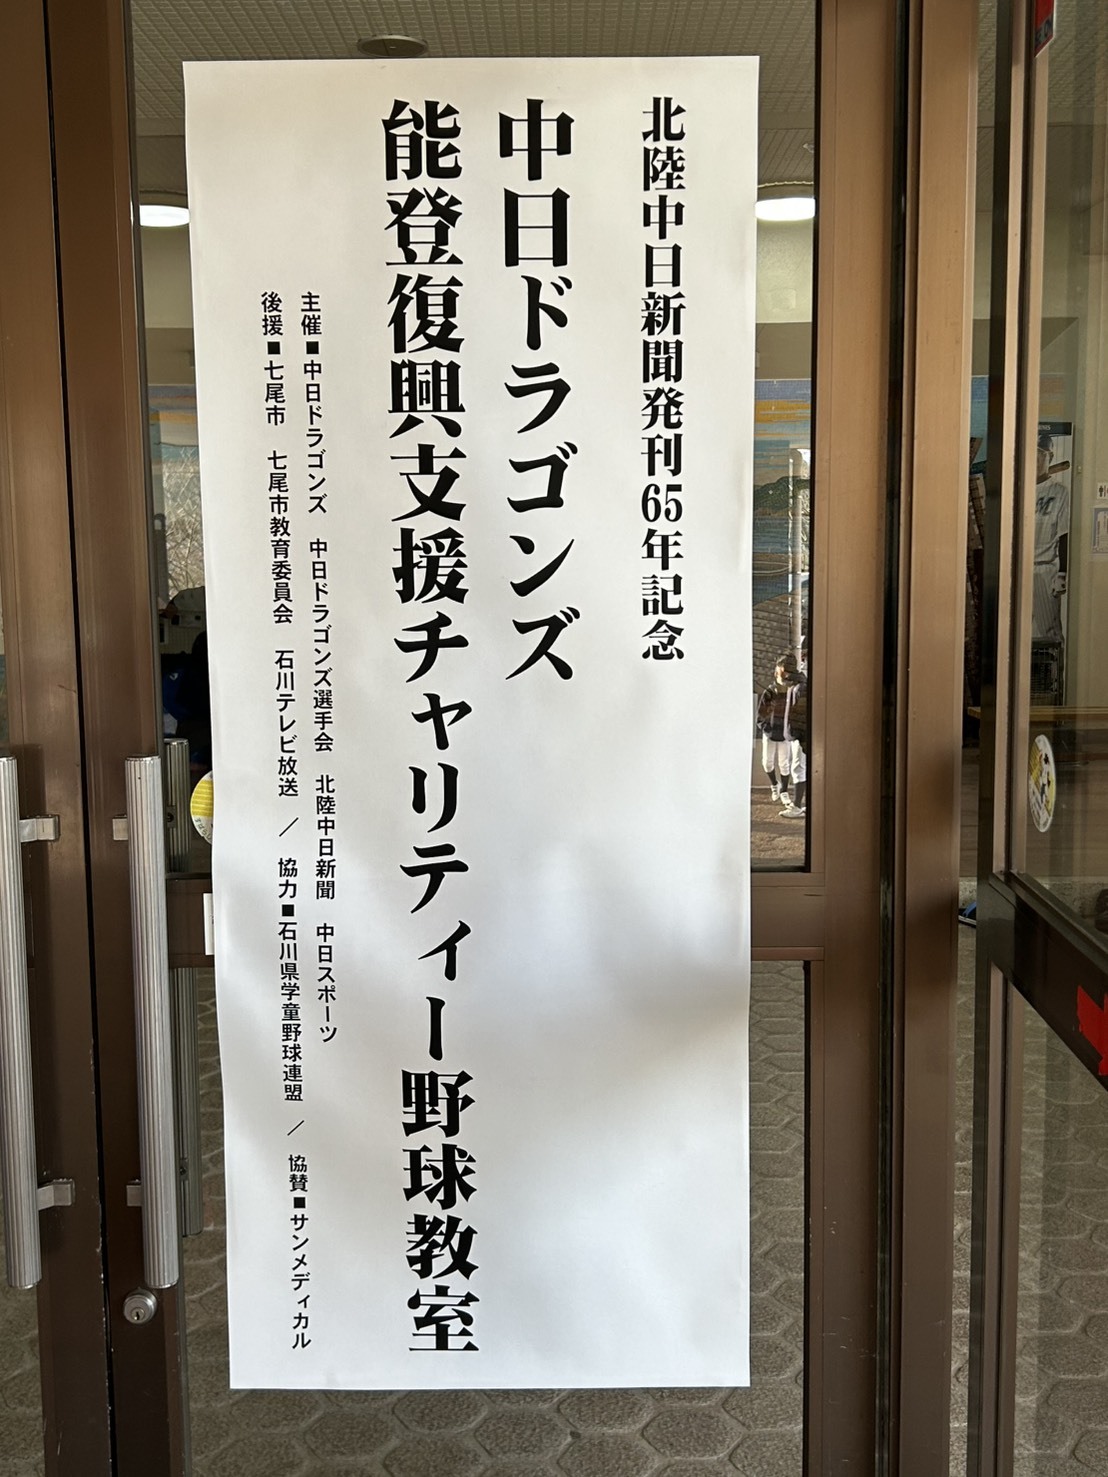 北陸中日新聞発刊65年記念
中日ドラゴンズ
能登復興支援チャリティー野球教室
主催■中日ドラゴンズ　中日ドラゴンズ選手会　北陸中日新聞　中日スポーツ
後援■七尾市　七尾市教育委員会　石川テレビ放送　／　協力■石川県学童野球連盟　／　協賛■サンメディカル